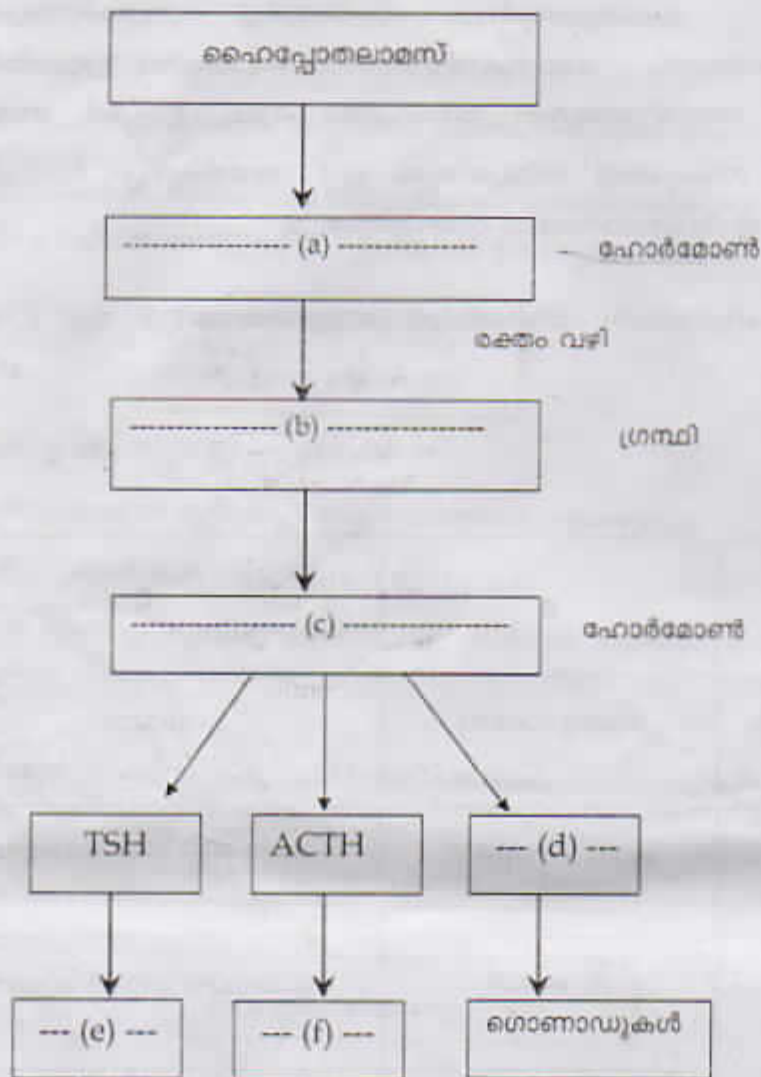 ഹൈപ്പോതലാമസ്
---------------- (a) --------------
ഹോർമോൺ
രക്തം വഴി
-------------- (b) ----------------
ഗ്രന്ഥി
---------------- (c) ----------------
ഹോർമോൺ
TSH
ACTH
--- (d) ---
--- (e) ---
--- (f) ---
ഗൊണാഡുകൾ